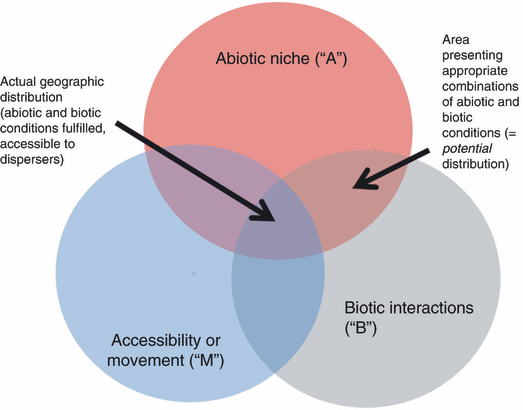 Abiotic niche (“A”)
Actual geographic
distribution
(abiotic and biotic
conditions fulfilled,
accessible to
dispersers)
Area
presenting
appropriate
combinations
of abiotic and
biotic
conditions (=
potential
distribution)
Accessibility or
movement (“M”)
Biotic interactions
(“B”)